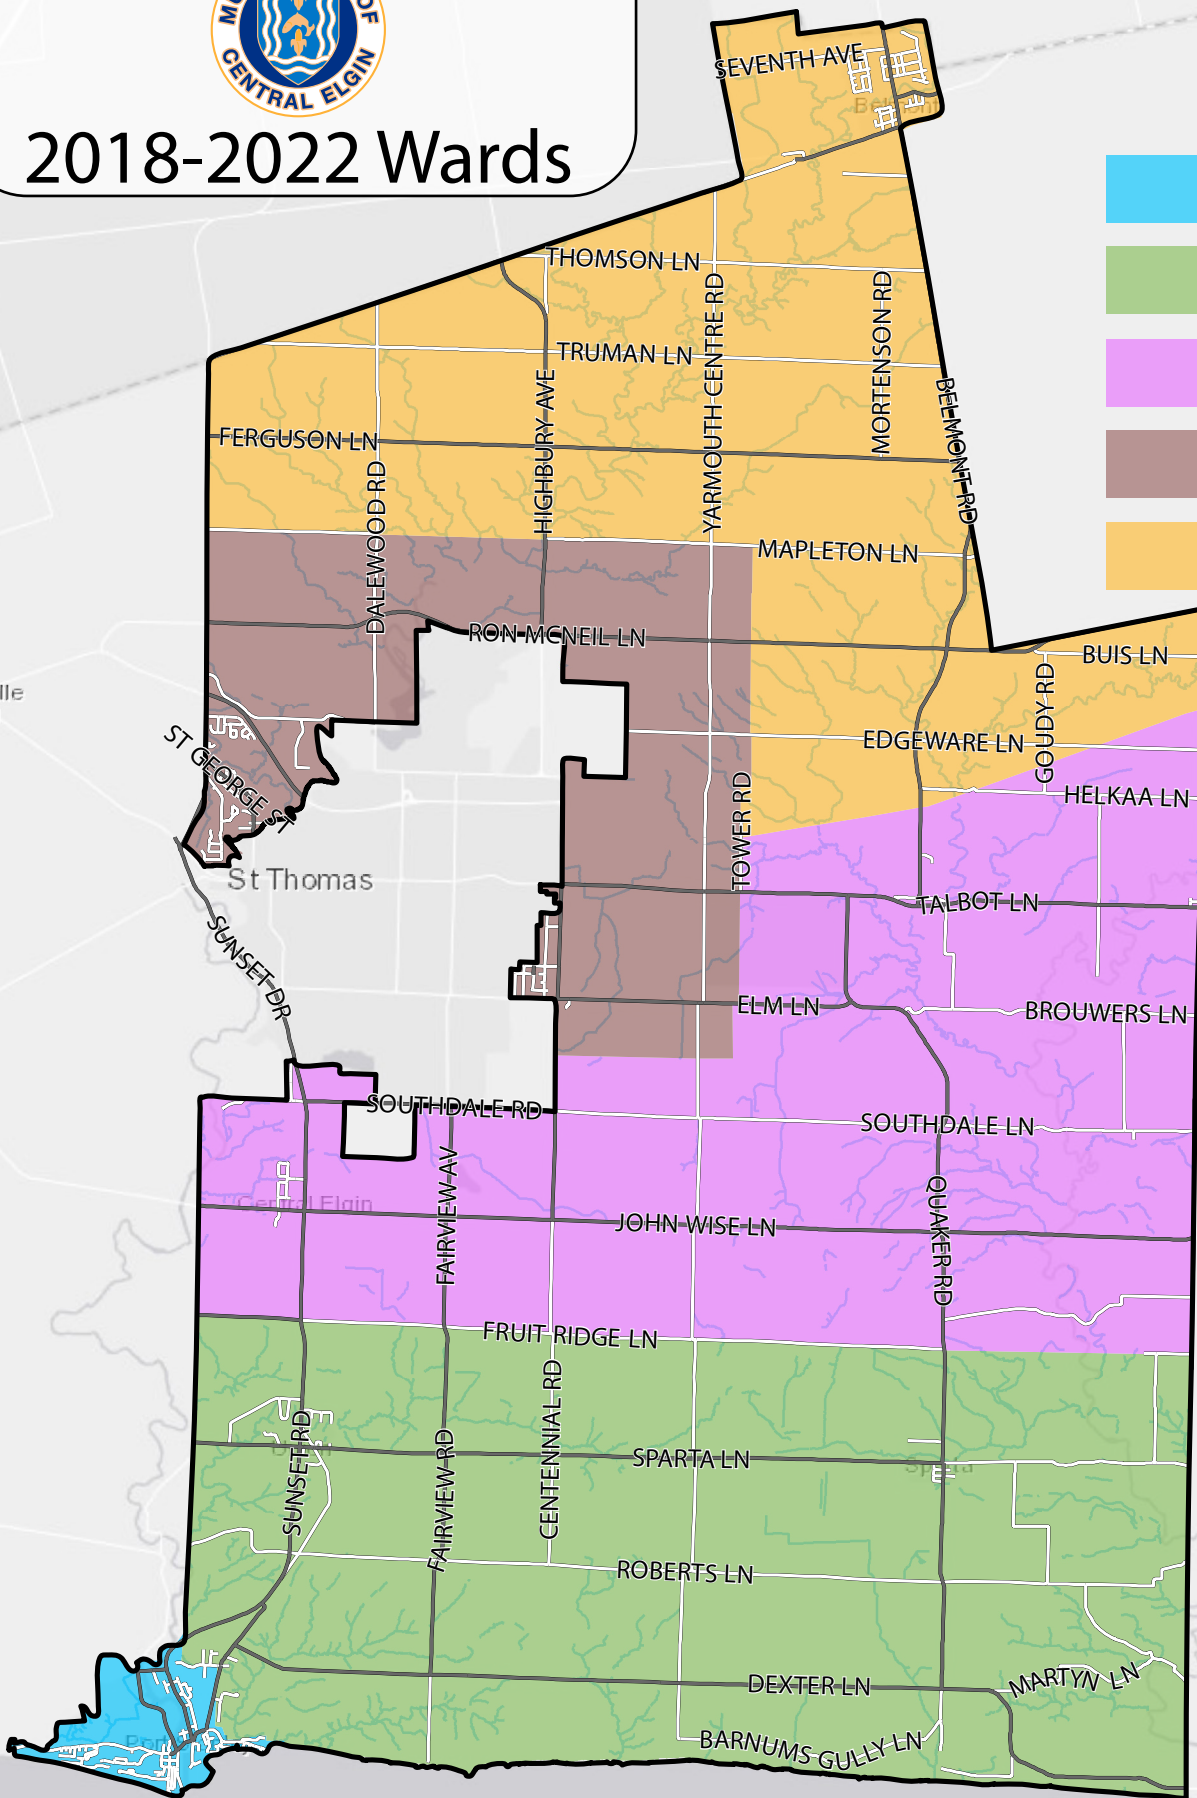 OF
CENTRAL ELGIN
2018-2022 Wards
SEVENTH AVE
Belmont
THOMSON LN
TRUMAN LN
YARMOUTH CENTRE RD
MORTENSON RD
HIGHBURY AVE
BELMONT RD
FERGUSON LN
DALEWOOD RD
MAPLETON LN
RON MCNEIL LN
BUIS LN
lle
GOUDY RD
ST GEORGE ST
EDGEWARE LN
HELKAA LN
TOWER RD
St Thomas
TALBOT LN
SUNSET DR
ELM LN
BROUWERS LN
SOUTHDALE RD
SOUTHDALE LN
Central Elgin
FAIRVIEW AV
QUAKER RD
JOHN WISE LN
FRUIT RIDGE LN
CENTENNIAL RD
SUNSET RD
FAIRVIEW RD
SPARTA LN
Sparta
ROBERTS LN
DEXTER LN
MARTYN LN
BARNUMS GULLY LN